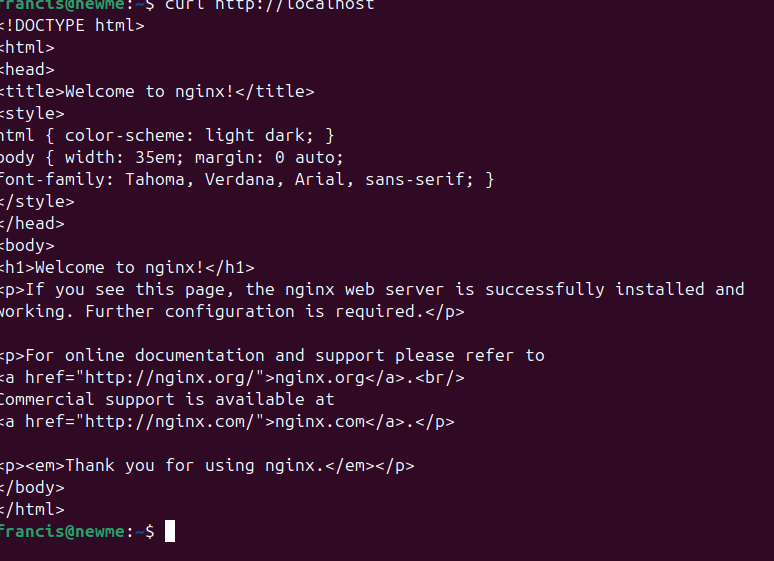 francis@newme:~$ curl http://localhost
<!DOCTYPE html>
<html>
<head>
<title>Welcome to nginx!</title>
<style>
html { color-scheme: light dark; }
body { width: 35em; margin: 0 auto;
font-family: Tahoma, Verdana, Arial, sans-serif; }
</style>
</head>
<body>
<h1>Welcome to nginx!</h1>
<p>If you see this page, the nginx web server is successfully installed and
working. Further configuration is required.</p>

<p>For online documentation and support please refer to
<a href="http://nginx.org/">nginx.org</a>.<br/>
Commercial support is available at
<a href="http://nginx.com/">nginx.com</a>.</p>

<p><em>Thank you for using nginx.</em></p>
</body>
</html>
francis@newme:~$